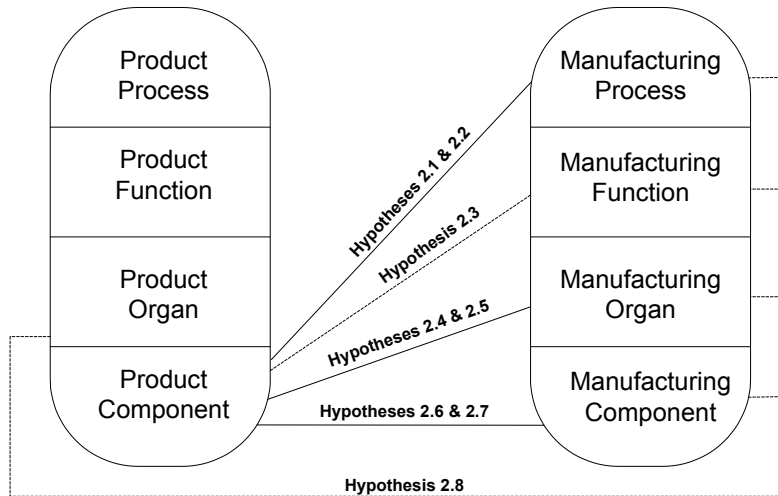 Product
Process
Product
Function
Product
Organ
Product
Component
Hypotheses 2.1 & 2.2
Hypothesis 2.3
Hypotheses 2.4 & 2.5
Hypotheses 2.6 & 2.7
Manufacturing
Process
Manufacturing
Function
Manufacturing
Organ
Manufacturing
Component
Hypothesis 2.8